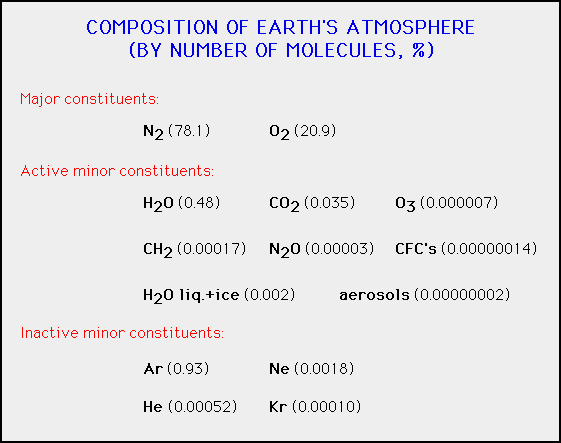 COMPOSITION OF EARTH'S ATMOSPHERE
(BY NUMBER OF MOLECULES, %)
Major constituents:
N2 (78.1) O2 (20.9)
Active minor constituents:
H2O (0.48) CO2 (0.035) O3 (0.000007)
CH2 (0.00017) N2O (0.00003) CFC's (0.00000014)
H2O liq.+ice (0.002) aerosols (0.00000002)
Inactive minor constituents:
Ar (0.93) Ne (0.0018)
He (0.00052) Kr (0.00010)